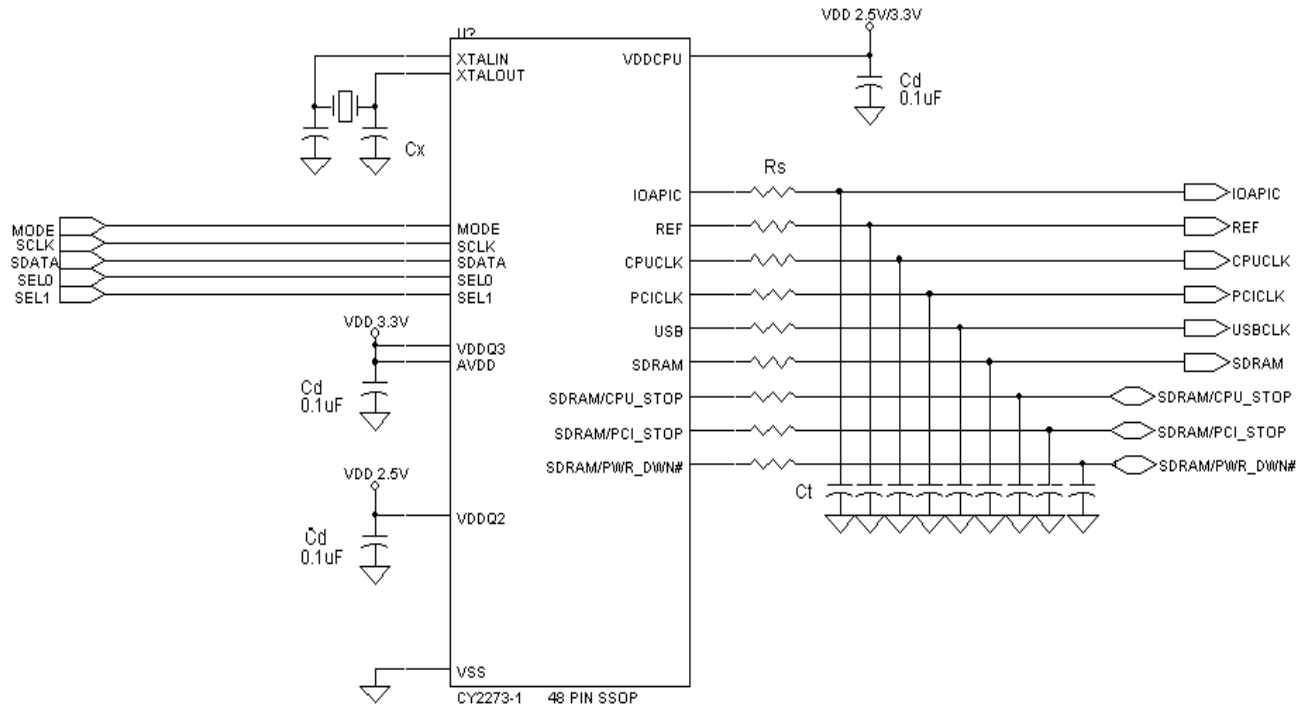 VDD 2.5V/3.3V
U?
XTALIN
XTALOUT
VDDCPU
Cd
0.1uF
Cx
Rs
IOAPIC
IOAPIC
MODE
MODE
REF
REF
SCLK
SCLK
SDATA
SDATA
CPUCLK
CPUCLK
SEL0
SEL0
SEL1
SEL1
PCICLK
PCICLK
VDD 3.3V
USB
USBCLK
VDDQ3
AVDD
SDRAM
SDRAM
Cd
0.1uF
SDRAM/CPU_STOP
SDRAM/CPU_STOP
SDRAM/PCI_STOP
SDRAM/PCI_STOP
SDRAM/PWR_DWN#
SDRAM/PWR_DWN#
VDD 2.5V
Ct
VDDQ2
Cd
0.1uF
VSS
CY2273-1 48 PIN SSOP